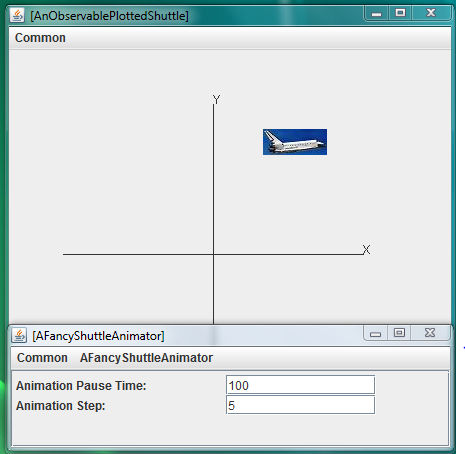 [AnObservablePlottedShuttle]
Common
Y
X
[AFancyShuttleAnimator]
Common AFancyShuttleAnimator
Animation Pause Time: 100
Animation Step: 5